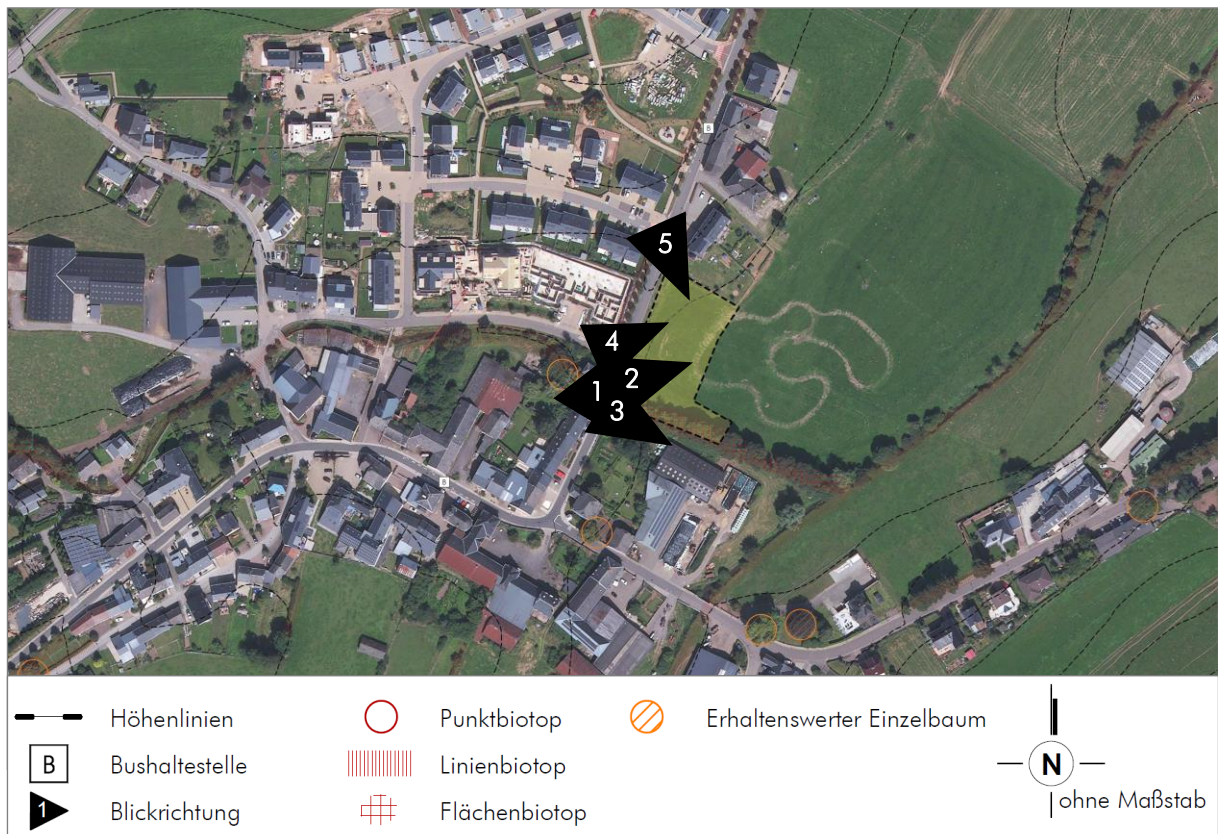 B
5
4
2
1
3
B
Höhenlinien
Punktbiotop
Erhaltenswerter Einzelbaum
B
Bushaltestelle
Linienbiotop
N
1
Blickrichtung
Flächenbiotop
ohne Maßstab